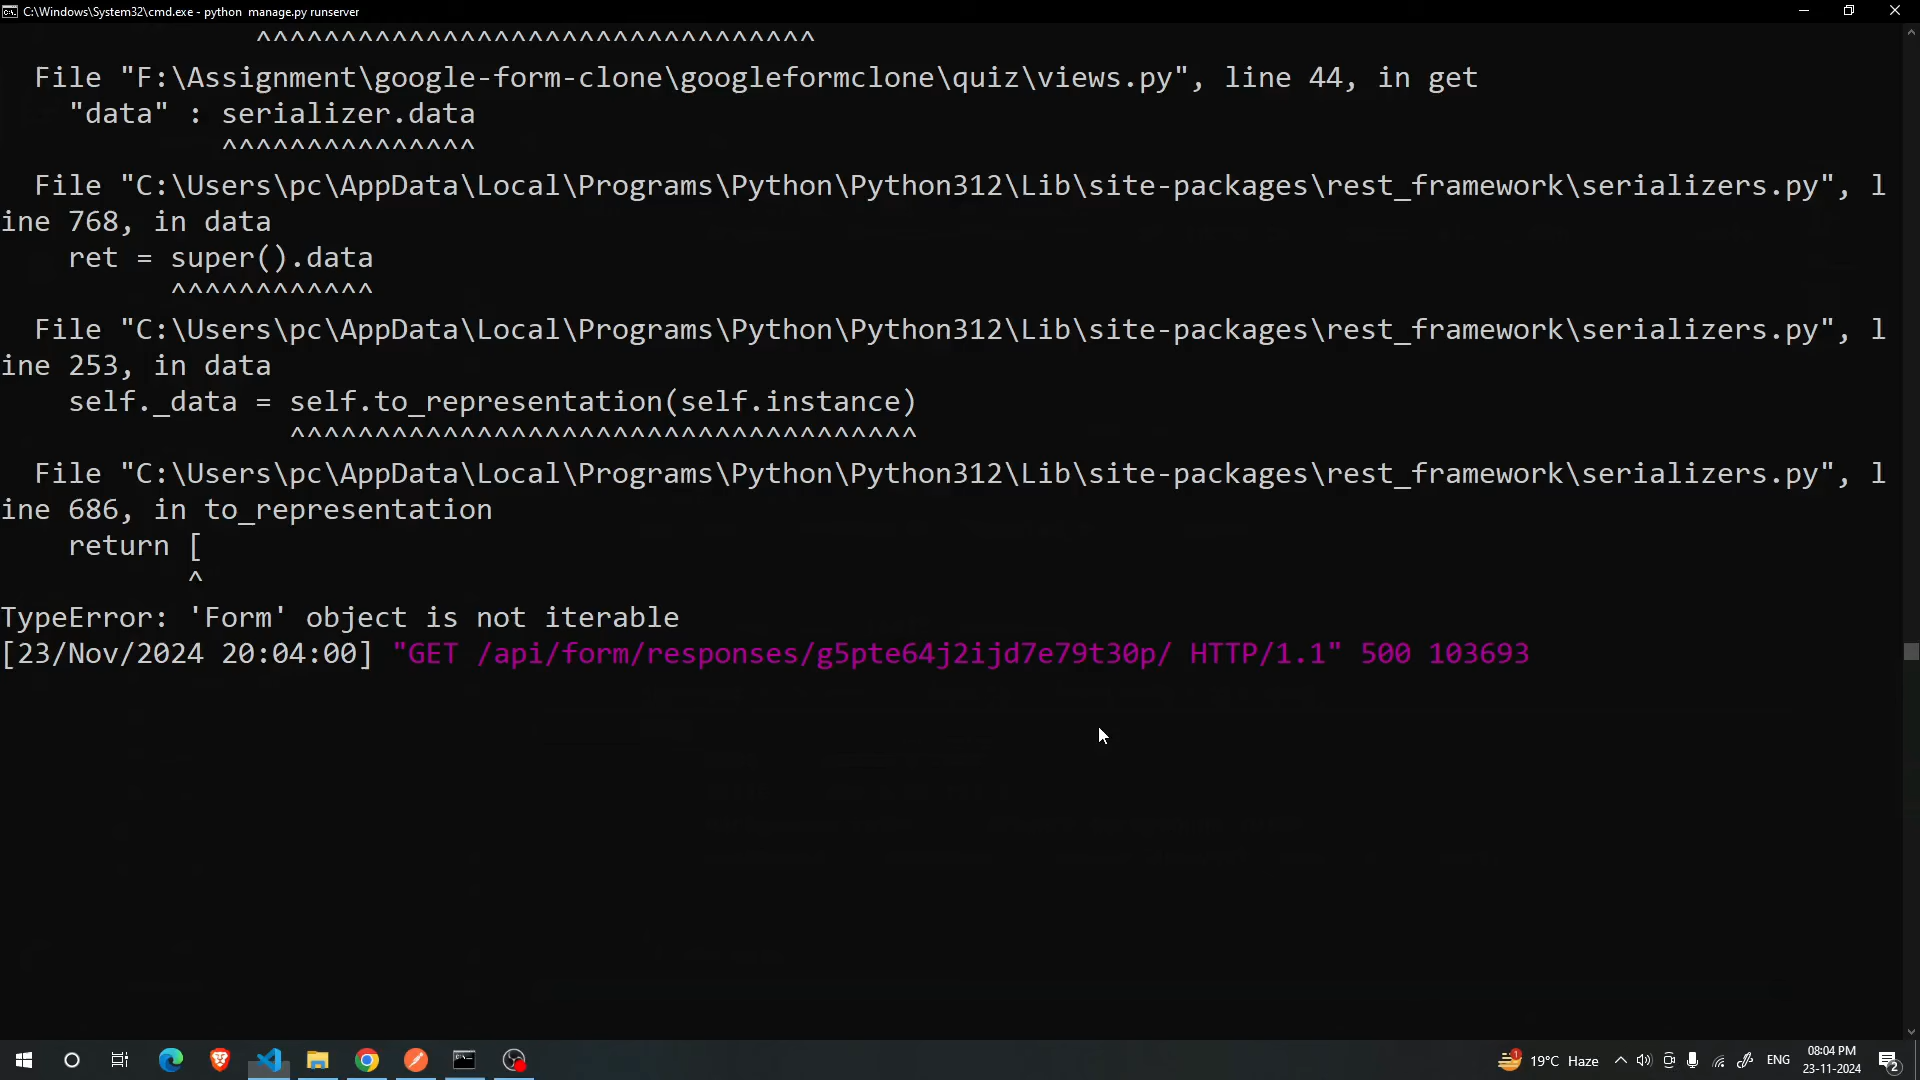 C:\Windows\System32\cmd.exe - python  manage.py runserver
^^^^^^^^^^^^^^^^^^^^^^^^^^^^^^^^^
  File "F:\Assignment\google-form-clone\googleformclone\quiz\views.py", line 44, in get
    "data" : serializer.data
             ^^^^^^^^^^^^^^^
  File "C:\Users\pc\AppData\Local\Programs\Python\Python312\Lib\site-packages\rest_framework\serializers.py", l
ine 768, in data
    ret = super().data
          ^^^^^^^^^^^^
  File "C:\Users\pc\AppData\Local\Programs\Python\Python312\Lib\site-packages\rest_framework\serializers.py", l
ine 253, in data
    self._data = self.to_representation(self.instance)
                 ^^^^^^^^^^^^^^^^^^^^^^^^^^^^^^^^^^^^^
  File "C:\Users\pc\AppData\Local\Programs\Python\Python312\Lib\site-packages\rest_framework\serializers.py", l
ine 686, in to_representation
    return [
           ^
TypeError: 'Form' object is not iterable
[23/Nov/2024 20:04:00] "GET /api/form/responses/g5pte64j2ijd7e79t30p/ HTTP/1.1" 500 103693
1
19°C Haze
ENG
08:04 PM
23-11-2024
2